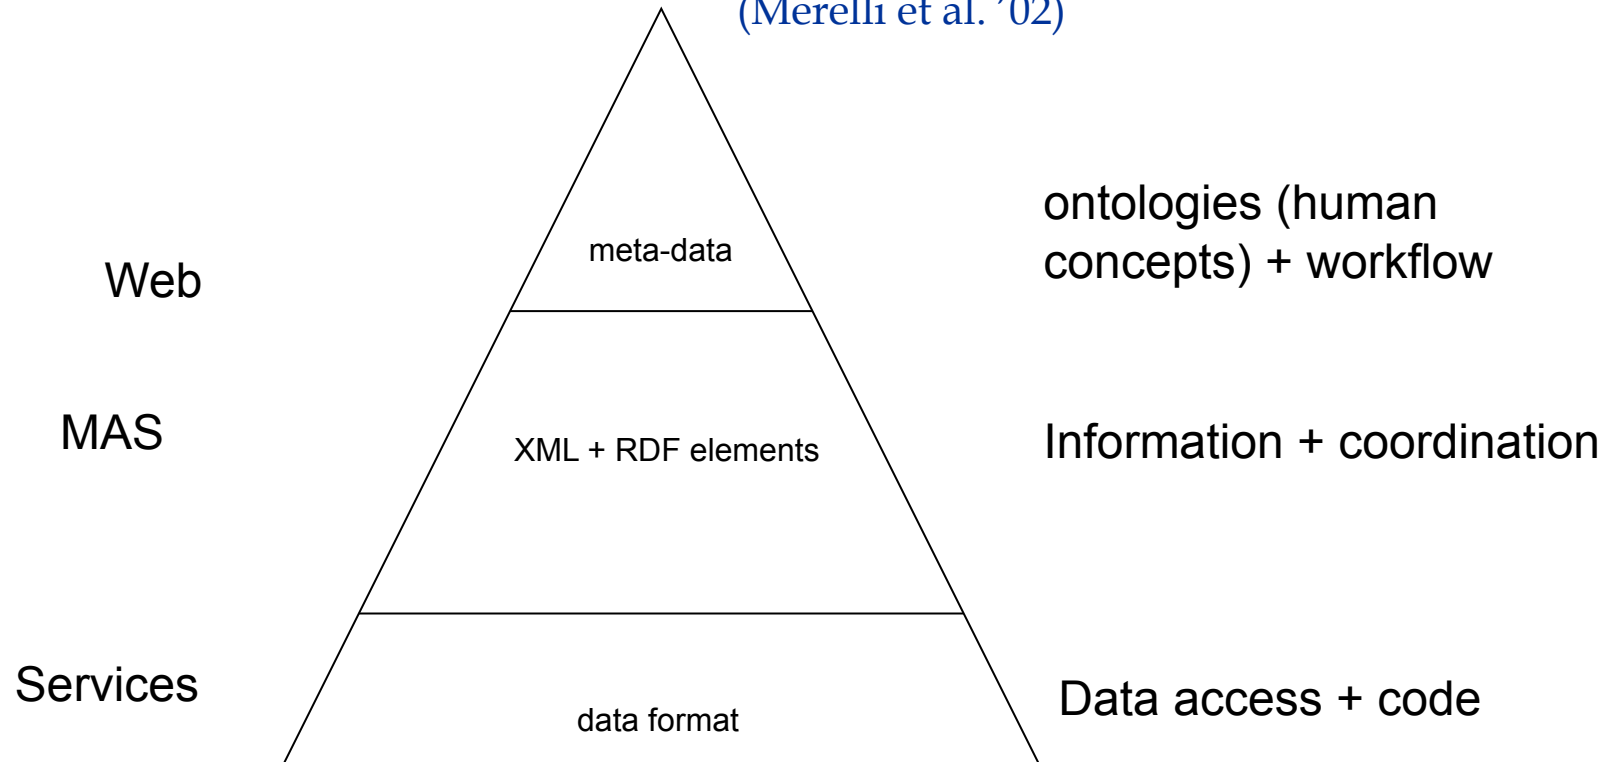 (Merelli et al. ’02)
ontologies (human
concepts) + workflow
meta-data
Web
MAS
XML + RDF elements
Information + coordination
Services
data format
Data access + code